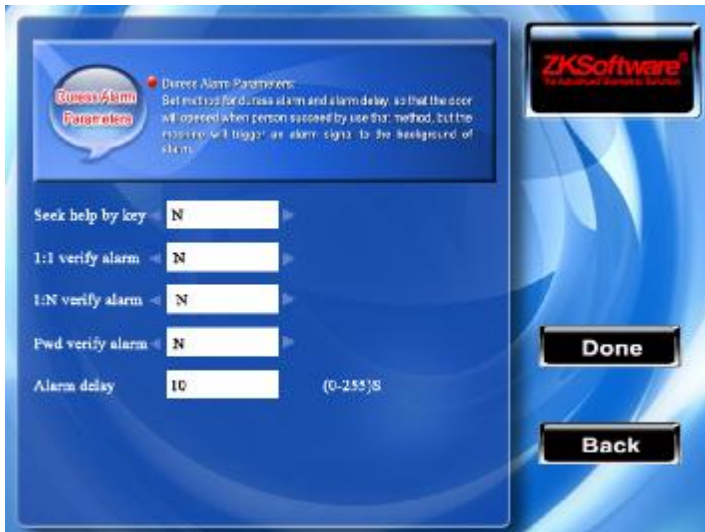 Duress Alarm
Parameters
Duress Alarm Parameters:
Set method for duress alarm and alarm delay, so that the door
will opened when person succeed by use that method, but the
machine will trigger an alarm signal to the background of
alarm.
ZKSoftware
Seek help by key N
1:1 verify alarm N
1:N verify alarm N
Pwd verify alarm N
Alarm delay 10 (0-255)S
Done
Back